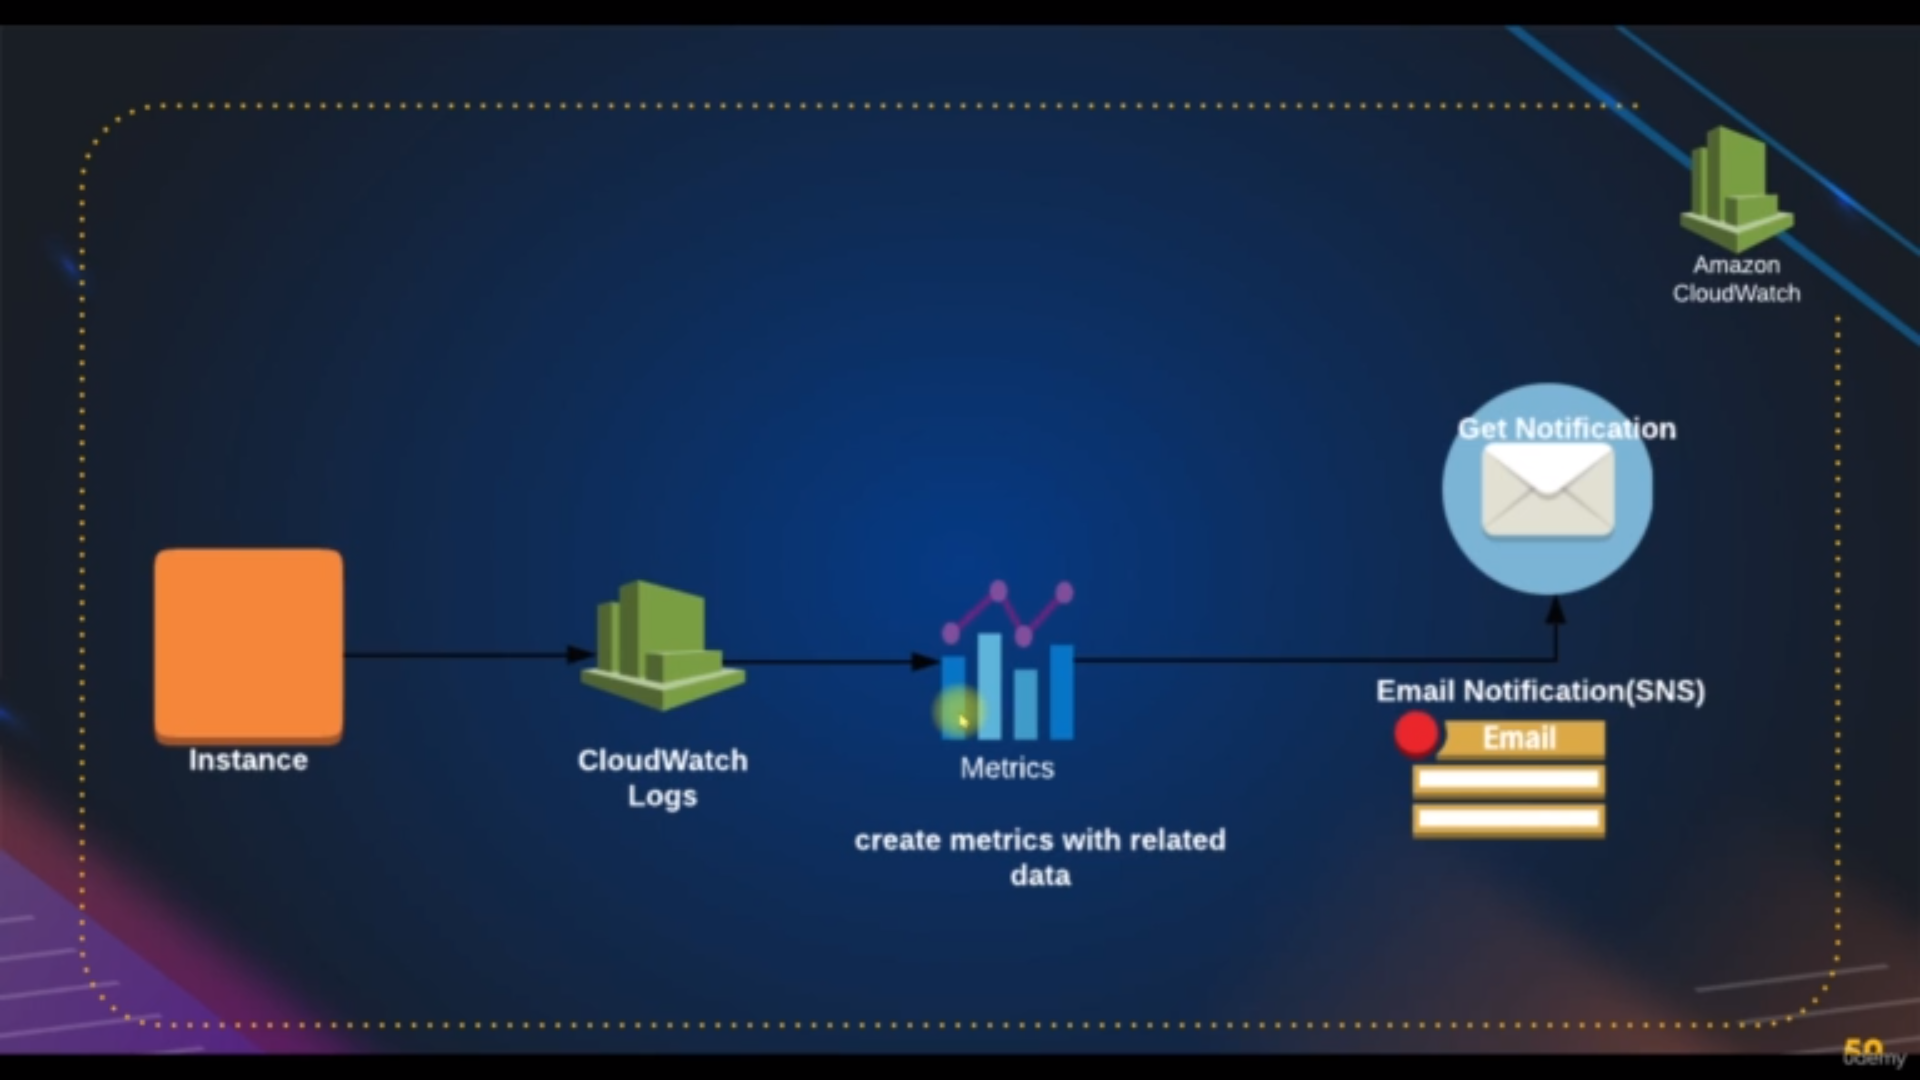 Amazon
CloudWatch
Get Notification
Email Notification(SNS)
Email
Instance
CloudWatch
Logs
Metrics
create metrics with related
data
50
udemy